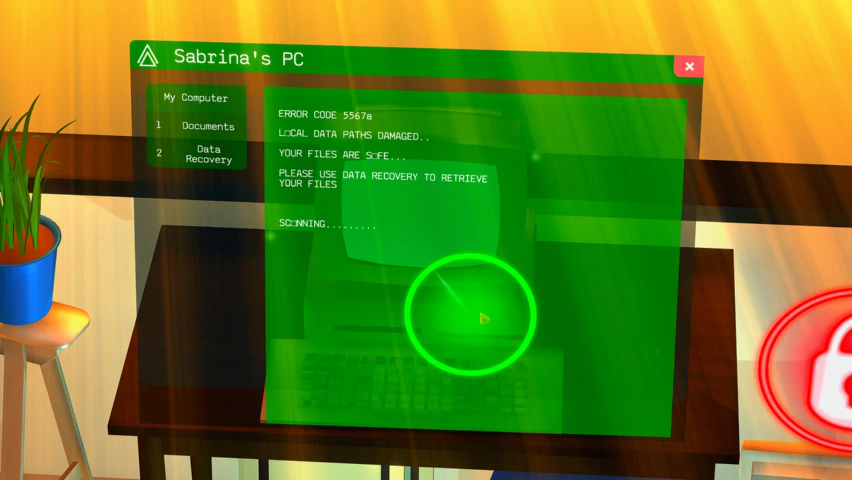 Sabrina's PC
My Computer
1 Documents
2 Data
Recovery
ERROR CODE 5567a
L□CAL DATA PATHS DAMAGED..
YOUR FILES ARE S□FE...
PLEASE USE DATA RECOVERY TO RETRIEVE
YOUR FILES
SC□NNING.........